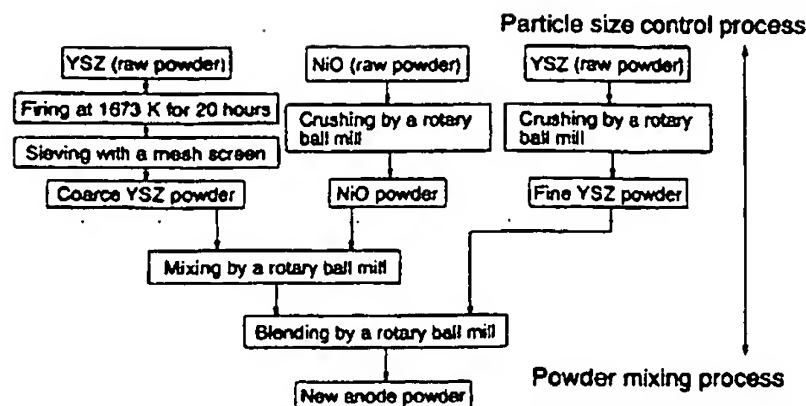 Particle size control process
YSZ (raw powder)
NiO (raw powder)
YSZ (raw powder)
Firing at 1673 K for 20 hours
Crushing by a rotary
ball mill
Crushing by a rotary
ball mill
Sieving with a mesh screen
Coarce YSZ powder
NiO powder
Fine YSZ powder
Mixing by a rotary ball mill
Blending by a rotary ball mill
Powder mixing process
New anode powder